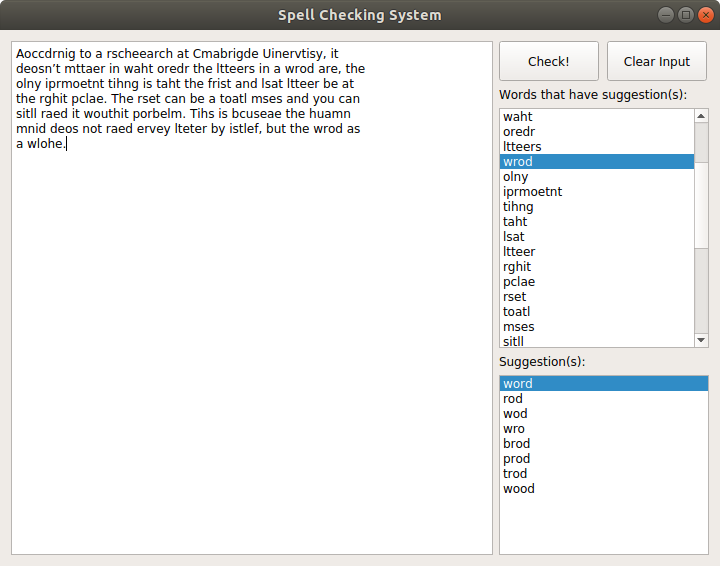 Spell Checking System
Aoccdrnig to a rscheearch at Cmabrigde Uinervtisy, it
deosn’t mttaer in waht oredr the ltteers in a wrod are, the
olny iprmoetnt tihng is taht the frist and lsat ltteer be at
the rghit pclae. The rset can be a toatl mses and you can
sitll raed it wouthit porbelm. Tihs is bcuseae the huamn
mnid deos not raed ervey lteter by istlef, but the wrod as
a wlohe.
Check!
Clear Input
Words that have suggestion(s):
waht
oredr
ltteers
wrod
olny
iprmoetnt
tihng
taht
lsat
ltteer
rghit
pclae
rset
toatl
mses
sitll
Suggestion(s):
word
rod
wod
wro
brod
prod
trod
wood